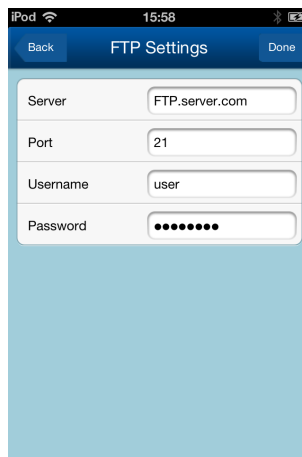 iPod 15:58
Back FTP Settings Done
Server FTP.server.com
Port 21
Username user
Password ●●●●●●●●